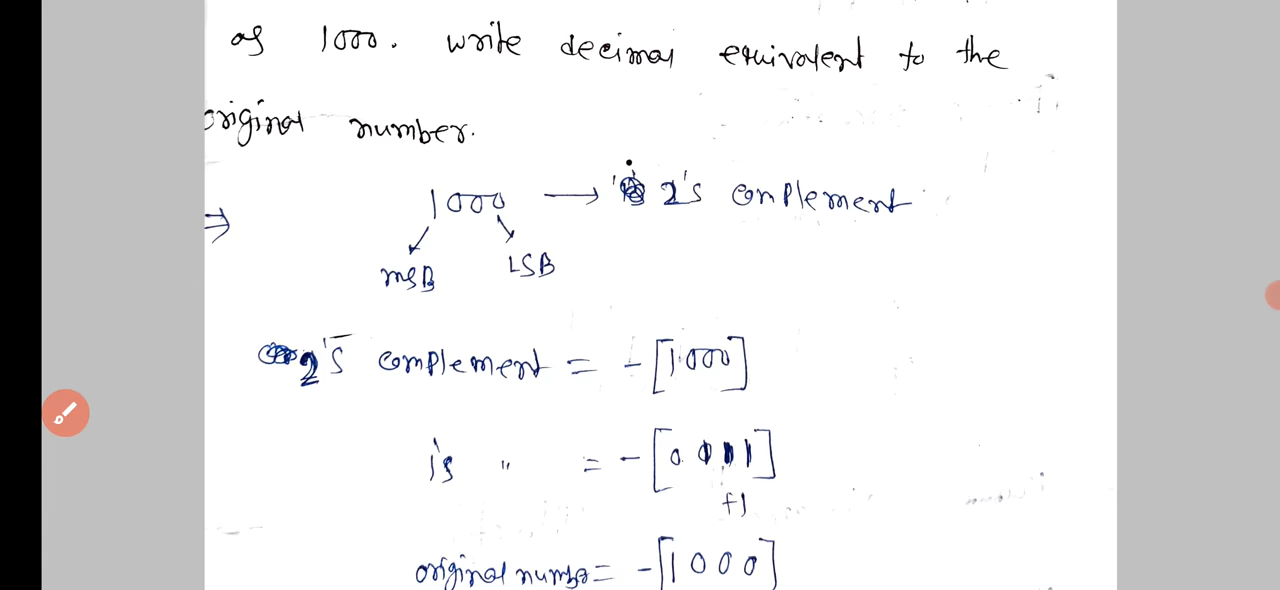 of 1000. write decimal equivalent to the
original number.
⇒ 1000 → 2's complement
MSB LSB
2's complement = -[1000]
is " = -[0111]
+1
original number = -[1000]